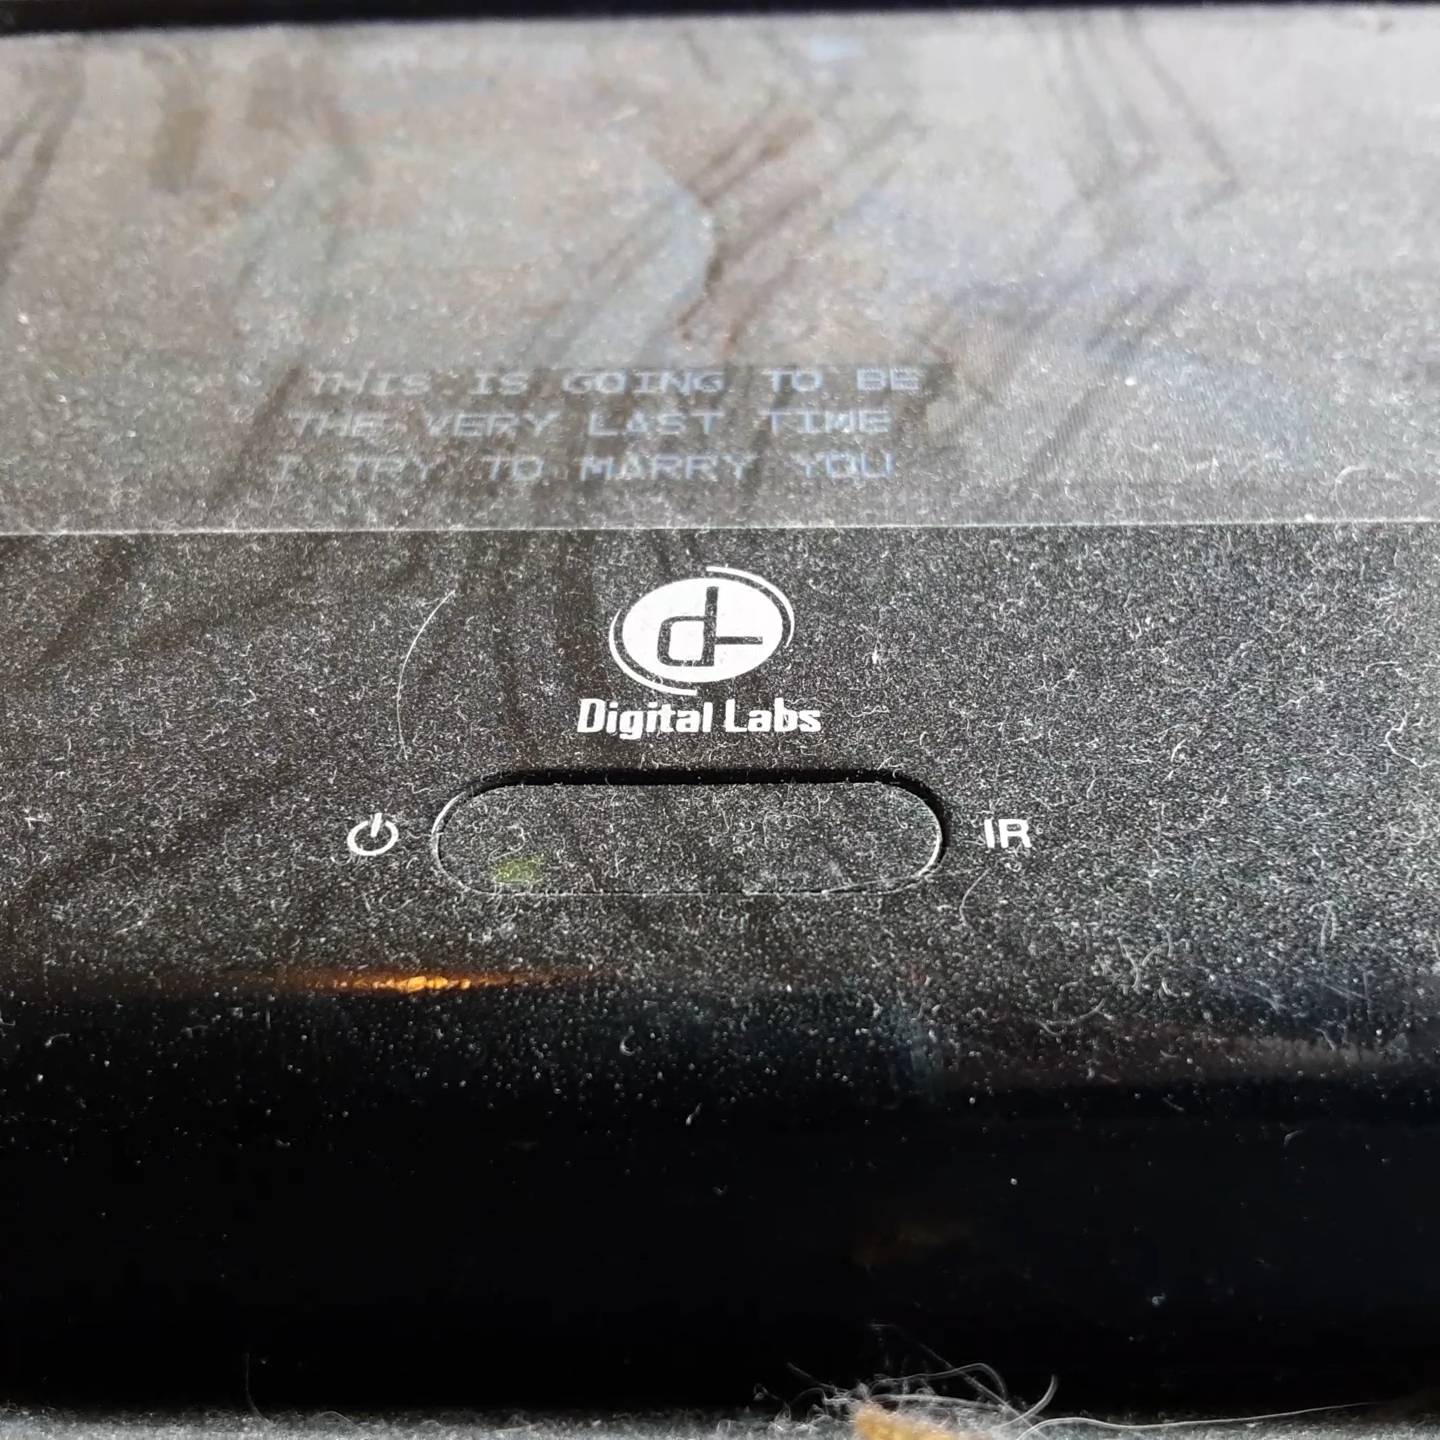 THIS IS GOING TO BE
THE VERY LAST TIME
I TRY TO MARRY YOU
d
Digital Labs
IR